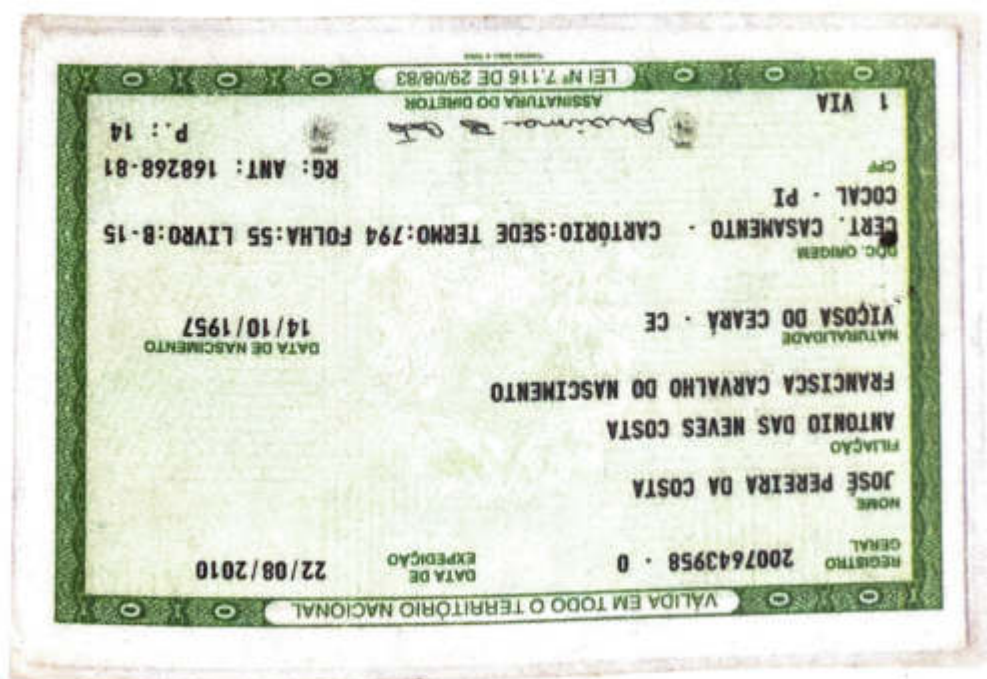 VÁLIDA EM TODO O TERRITÓRIO NACIONAL
REGISTRO GERAL 2007643958 - 0 DATA DE EXPEDIÇÃO 22/08/2010
NOME
JOSÉ PEREIRA DA COSTA
FILIAÇÃO
ANTONIO DAS NEVES COSTA
FRANCISCA CARVALHO DO NASCIMENTO
NATURALIDADE DATA DE NASCIMENTO
VIÇOSA DO CEARÁ - CE 14/10/1957
DOC. ORIGEM
CERT. CASAMENTO - CARTÓRIO:SEDE TERMO:794 FOLHA:55 LIVRO:B-15
COCAL - PI
CPF RG: ANT: 168268-81
P.: 14
1 VIA ASSINATURA DO DIRETOR
LEI Nº 7.116 DE 29/08/83